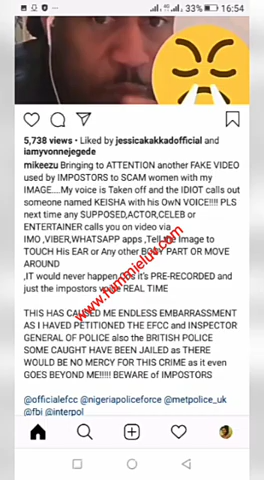 33% 16:54
5,738 views • Liked by jessicakakkadofficial and
iamyvonnejegede
mikeezu Bringing to ATTENTION another FAKE VIDEO
used by IMPOSTORS to SCAM women with my
IMAGE....My voice is Taken off and the IDIOT calls out
someone named KEISHA with his OwN VOICE!!!! PLS
next time any SUPPOSED,ACTOR,CELEB or
ENTERTAINER calls you on video via
IMO ,VIBER,WHATSAPP apps ,Tell the Image to
TOUCH His EAR or Any other BODY PART OR MOVE
AROUND
,IT would never happen it's PRE-RECORDED and
just the impostors voice REAL TIME
THIS HAS CAUSED ME ENDLESS EMBARRASSMENT
AS I HAVED PETITIONED THE EFCC and INSPECTOR
GENERAL OF POLICE also the BRITISH POLICE
SOME CAUGHT HAVE BEEN JAILED as THERE
WOULD BE NO MERCY FOR THIS CRIME as it even
GOES BEYOND ME!!!!! BEWARE of IMPOSTORS
@officialefcc @nigeriapoliceforce @metpolice_uk
@fbi @interpol
www.fummieluv.com